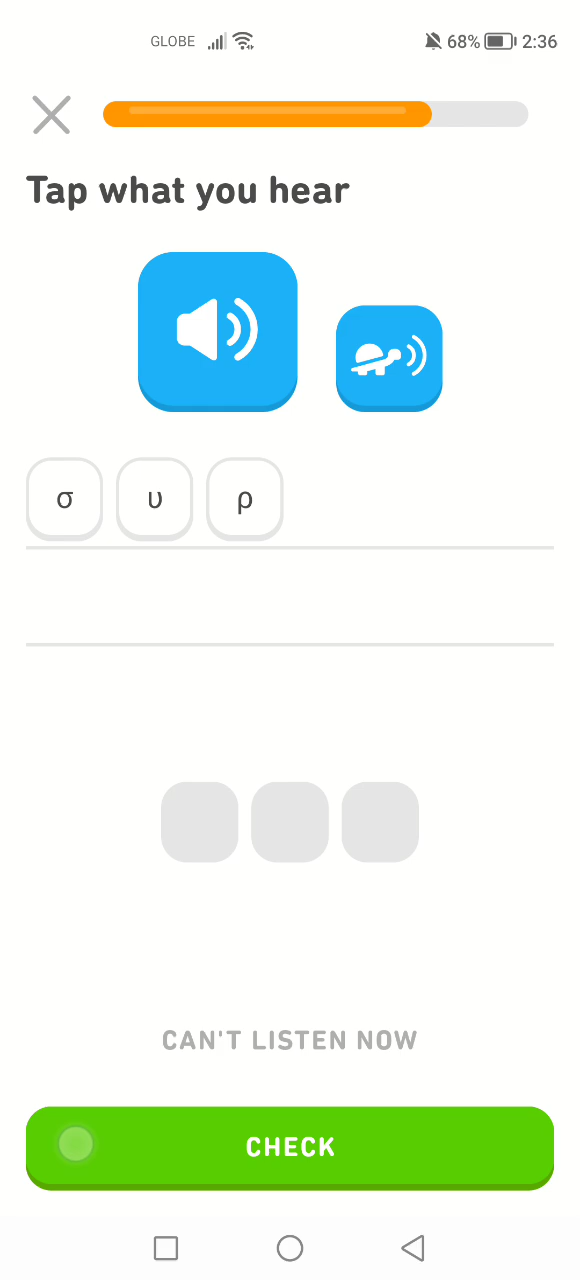 GLOBE 68% 2:36
Tap what you hear
σ υ ρ
CAN'T LISTEN NOW
CHECK